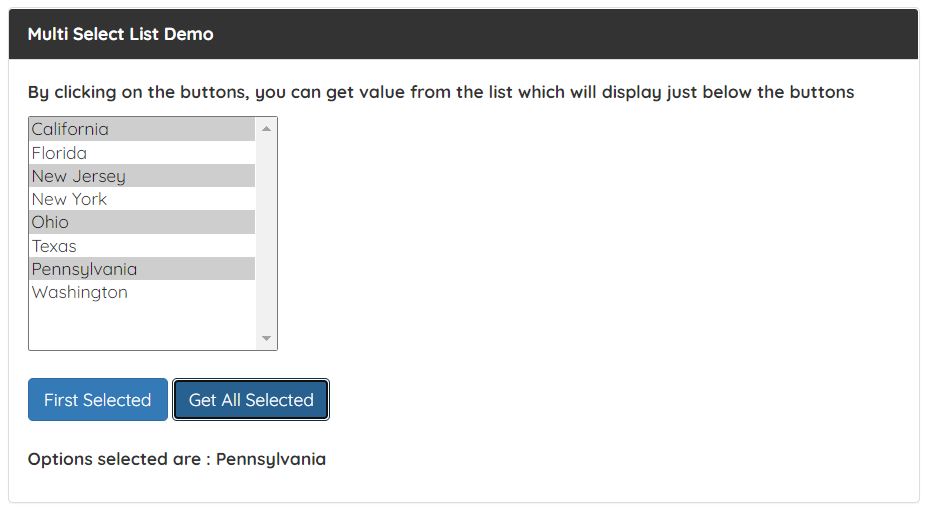 Multi Select List Demo
By clicking on the buttons, you can get value from the list which will display just below the buttons
California
Florida
New Jersey
New York
Ohio
Texas
Pennsylvania
Washington
First Selected Get All Selected
Options selected are : Pennsylvania